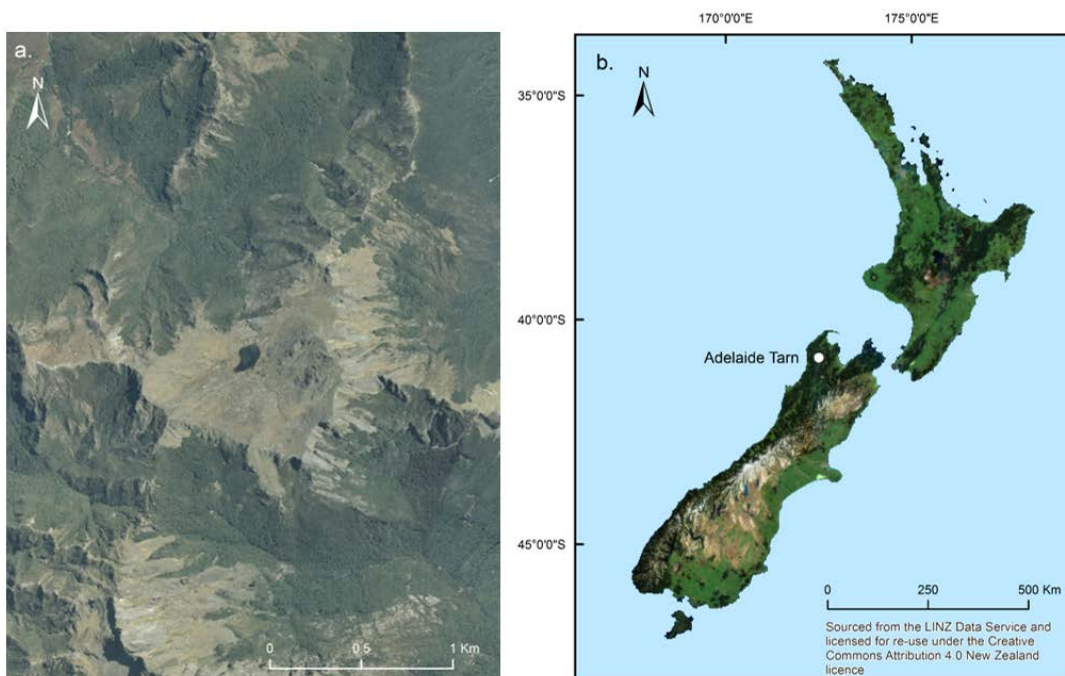 a.
N
0 0 5 1 Km
170°0'0"E 175°0'0"E
b.
N
35°0'0"S
40°0'0"S
45°0'0"S
Adelaide Tarn
0 250 500 Km
Sourced from the LINZ Data Service and
licensed for re-use under the Creative
Commons Attribution 4.0 New Zealand
licence